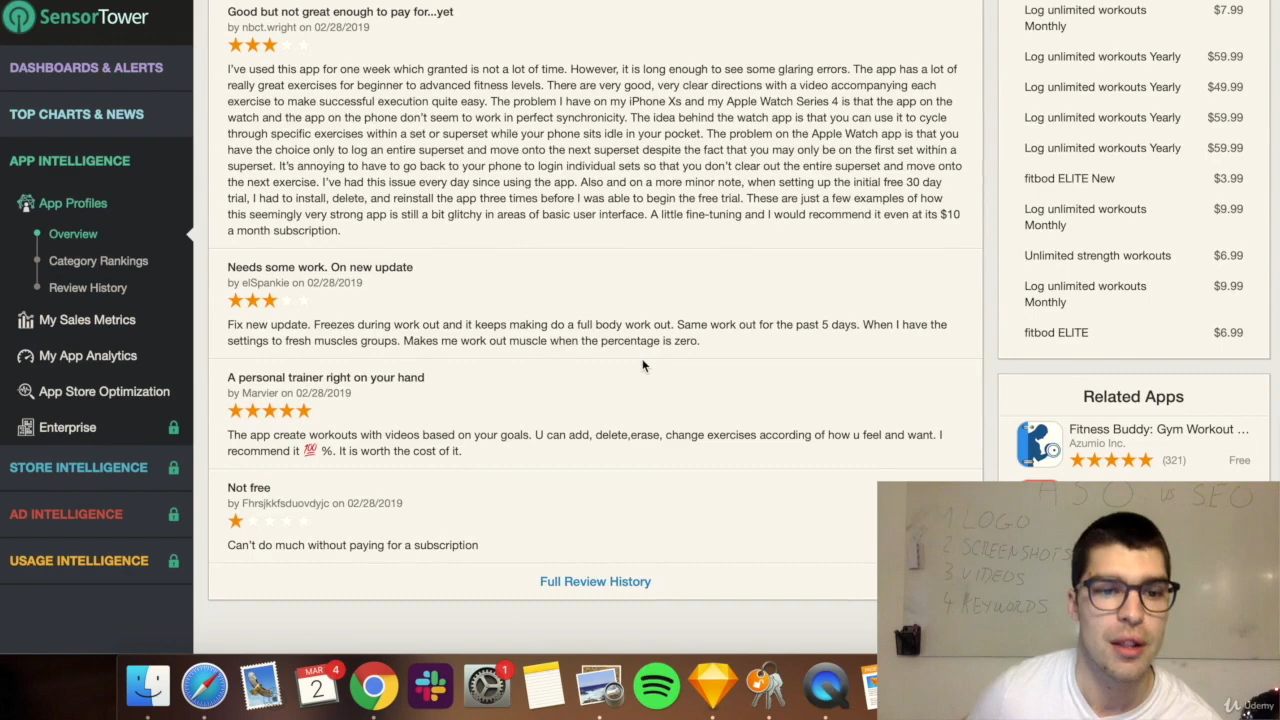 SensorTower
DASHBOARDS & ALERTS
TOP CHARTS & NEWS
APP INTELLIGENCE
App Profiles
Overview
Category Rankings
Review History
My Sales Metrics
My App Analytics
App Store Optimization
Enterprise
STORE INTELLIGENCE
AD INTELLIGENCE
USAGE INTELLIGENCE
Good but not great enough to pay for...yet
by nbct.wright on 02/28/2019
I've used this app for one week which granted is not a lot of time. However, it is long enough to see some glaring errors. The app has a lot of
really great exercises for beginner to advanced fitness levels. There are very good, very clear directions with a video accompanying each
exercise to make successful execution quite easy. The problem I have on my iPhone Xs and my Apple Watch Series 4 is that the app on the
watch and the app on the phone don't seem to work in perfect synchronicity. The idea behind the watch app is that you can use it to cycle
through specific exercises within a set or superset while your phone sits idle in your pocket. The problem on the Apple Watch app is that you
have the choice only to log an entire superset and move onto the next superset despite the fact that you may only be on the first set within a
superset. It's annoying to have to go back to your phone to login individual sets so that you don't clear out the entire superset and move onto
the next exercise. I've had this issue every day since using the app. Also and on a more minor note, when setting up the initial free 30 day
trial, I had to install, delete, and reinstall the app three times before I was able to begin the free trial. These are just a few examples of how
this seemingly very strong app is still a bit glitchy in areas of basic user interface. A little fine-tuning and I would recommend it even at its $10
a month subscription.
Needs some work. On new update
by elSpankie on 02/28/2019
Fix new update. Freezes during work out and it keeps making do a full body work out. Same work out for the past 5 days. When I have the
settings to fresh muscles groups. Makes me work out muscle when the percentage is zero.
A personal trainer right on your hand
by Marvier on 02/28/2019
The app create workouts with videos based on your goals. U can add, delete,erase, change exercises according of how u feel and want. I
recommend it 💯 %. It is worth the cost of it.
Not free
by Fhrsjkkfsduovdyjc on 02/28/2019
Can't do much without paying for a subscription
Full Review History
Log unlimited workouts $7.99
Monthly
Log unlimited workouts Yearly $59.99
Log unlimited workouts Yearly $49.99
Log unlimited workouts Yearly $59.99
Log unlimited workouts Yearly $59.99
fitbod ELITE New $3.99
Log unlimited workouts $9.99
Monthly
Unlimited strength workouts $6.99
Log unlimited workouts $9.99
Monthly
fitbod ELITE $6.99
Related Apps
Fitness Buddy: Gym Workout ...
Azumio Inc.
(321) Free
ASO vs SEO
1 LOGO
2. SCREENSHOTS
3. VIDEOS
4. KEYWORDS
MAR 4
2
1
Udemy